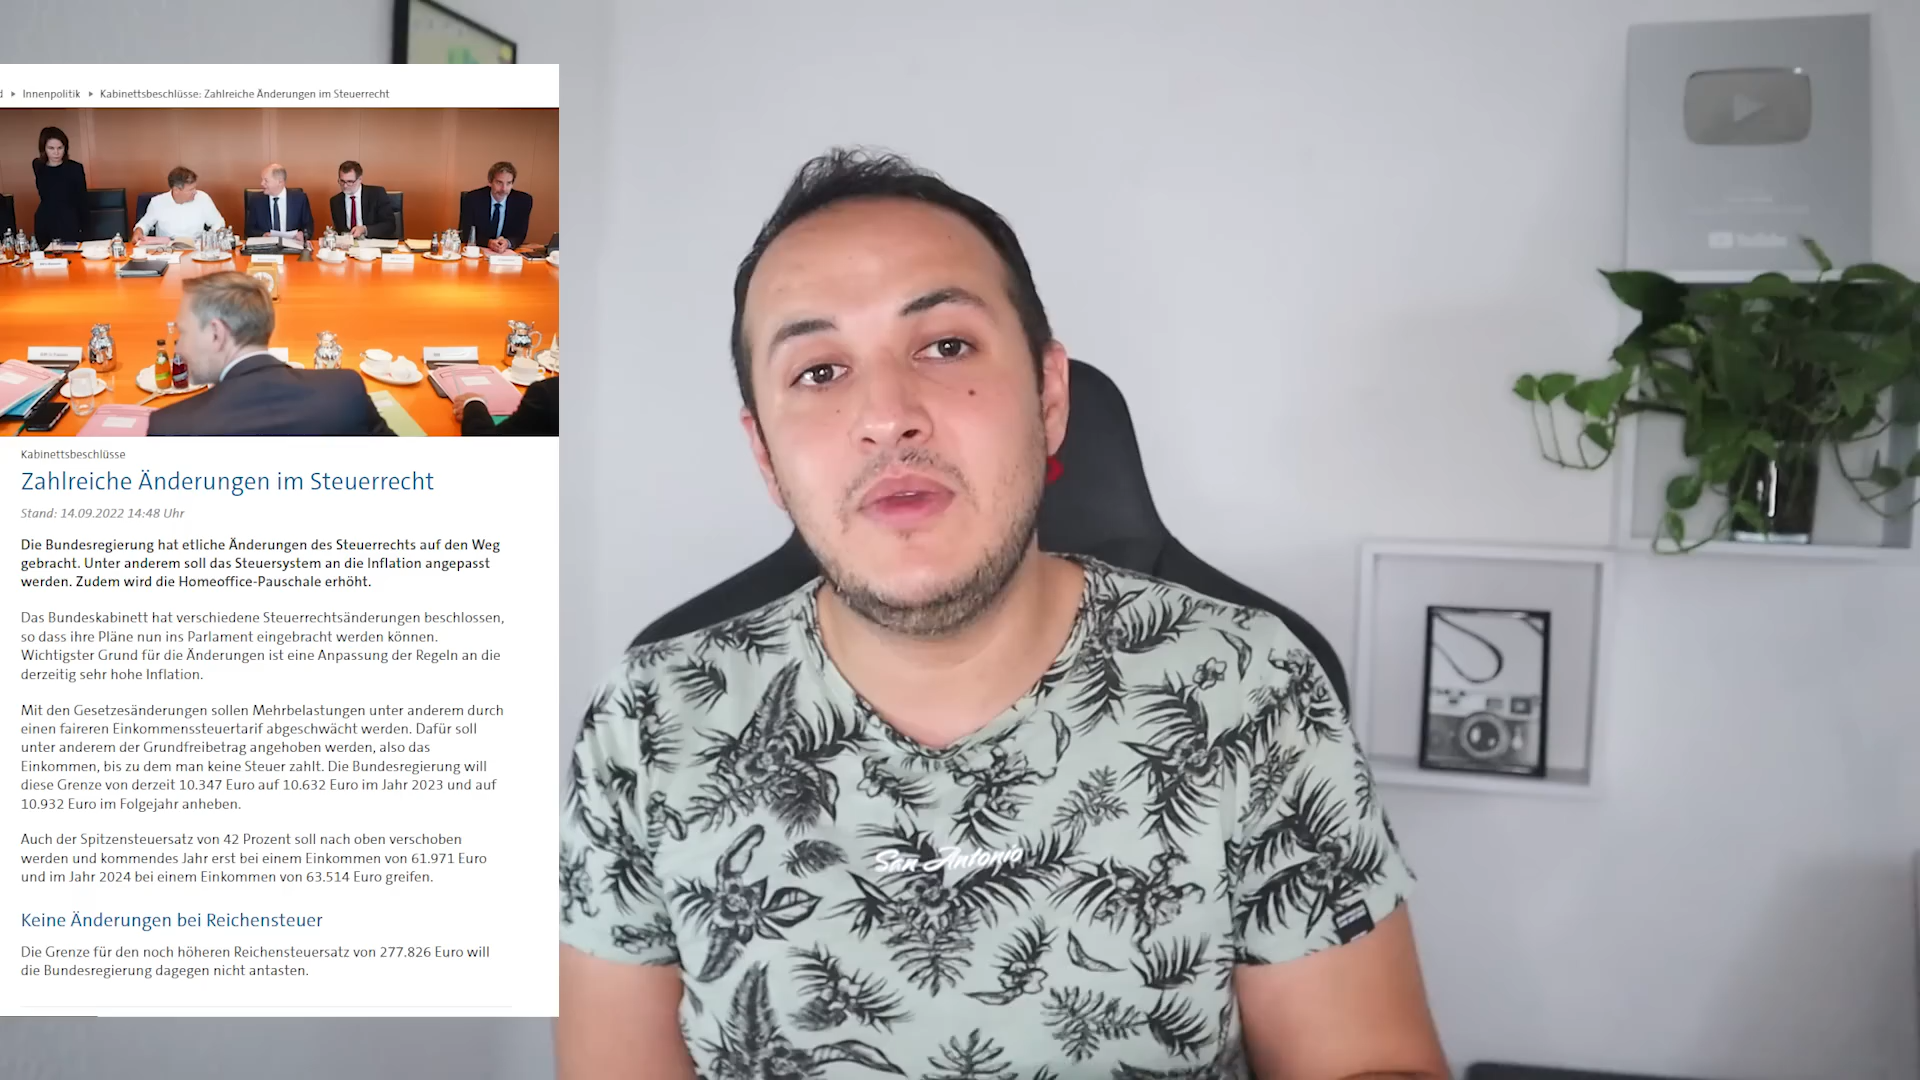 Innenpolitik ▸ Kabinettsbeschlüsse: Zahlreiche Änderungen im Steuerrecht
Kabinettsbeschlüsse
Zahlreiche Änderungen im Steuerrecht
Stand: 14.09.2022 14:48 Uhr
Die Bundesregierung hat etliche Änderungen des Steuerrechts auf den Weg
gebracht. Unter anderem soll das Steuersystem an die Inflation angepasst
werden. Zudem wird die Homeoffice-Pauschale erhöht.
Das Bundeskabinett hat verschiedene Steuerrechtsänderungen beschlossen,
so dass ihre Pläne nun ins Parlament eingebracht werden können.
Wichtigster Grund für die Änderungen ist eine Anpassung der Regeln an die
derzeitig sehr hohe Inflation.
Mit den Gesetzesänderungen sollen Mehrbelastungen unter anderem durch
einen faireren Einkommenssteuertarif abgeschwächt werden. Dafür soll
unter anderem der Grundfreibetrag angehoben werden, also das
Einkommen, bis zu dem man keine Steuer zahlt. Die Bundesregierung will
diese Grenze von derzeit 10.347 Euro auf 10.632 Euro im Jahr 2023 und auf
10.932 Euro im Folgejahr anheben.
Auch der Spitzensteuersatz von 42 Prozent soll nach oben verschoben
werden und kommendes Jahr erst bei einem Einkommen von 61.971 Euro
und im Jahr 2024 bei einem Einkommen von 63.514 Euro greifen.
Keine Änderungen bei Reichensteuer
Die Grenze für den noch höheren Reichensteuersatz von 277.826 Euro will
die Bundesregierung dagegen nicht antasten.
San Antonio
YouTube